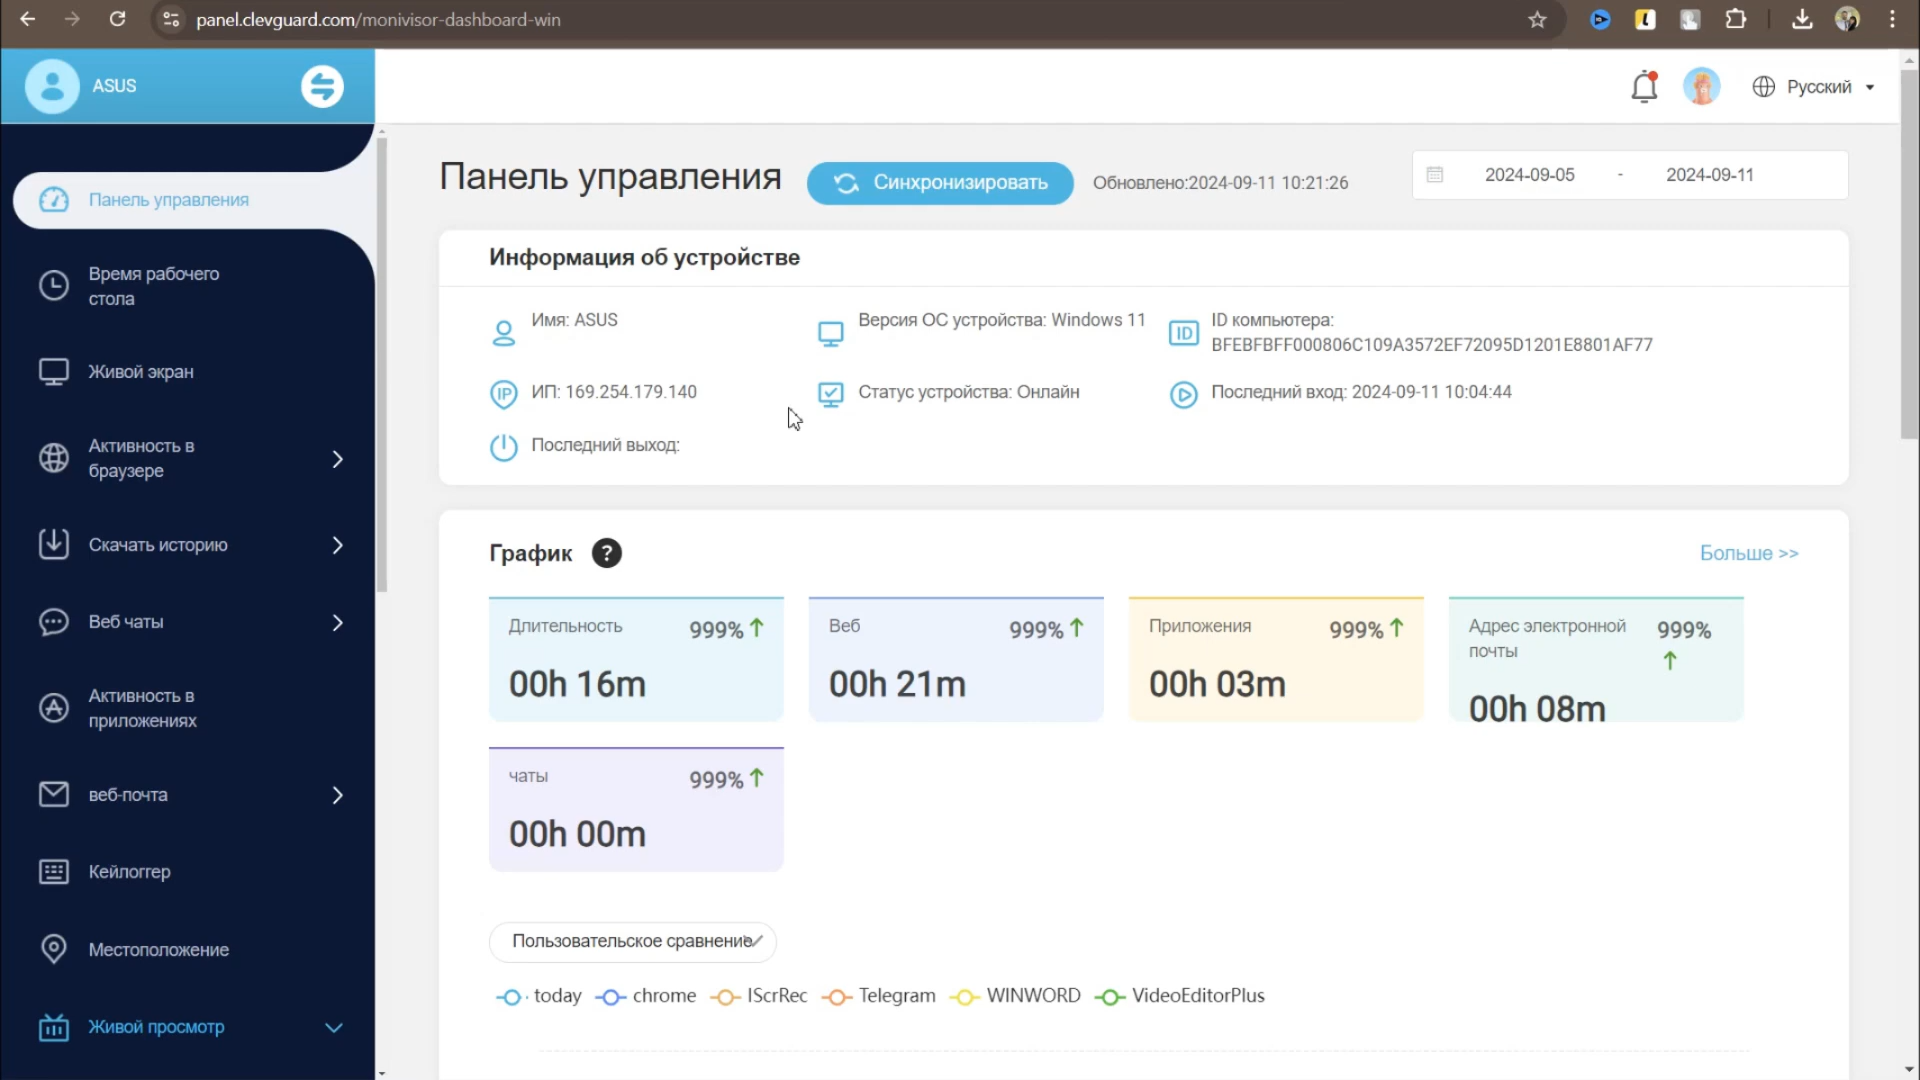 panel.clevguard.com/monivisor-dashboard-win
ASUS
Русский
Панель управления
Время рабочего
стола
Живой экран
Активность в
браузере
Скачать историю
Веб чаты
Активность в
приложениях
веб-почта
Кейлоггер
Местоположение
Живой просмотр
Панель управления
Синхронизировать
Обновлено:2024-09-11 10:21:26
2024-09-05 - 2024-09-11
Информация об устройстве
Имя: ASUS
Версия ОС устройства: Windows 11
ID
ID компьютера:
BFEBFBFF000806C109A3572EF72095D1201E8801AF77
IP
ИП: 169.254.179.140
Статус устройства: Онлайн
Последний вход: 2024-09-11 10:04:44
Последний выход:
График ?
Больше >>
Длительность 999%
00h 16m
Веб 999%
00h 21m
Приложения 999%
00h 03m
Адрес электронной 999%
почты
00h 08m
чаты 999%
00h 00m
Пользовательское сравнение
today chrome IScrRec Telegram WINWORD VideoEditorPlus